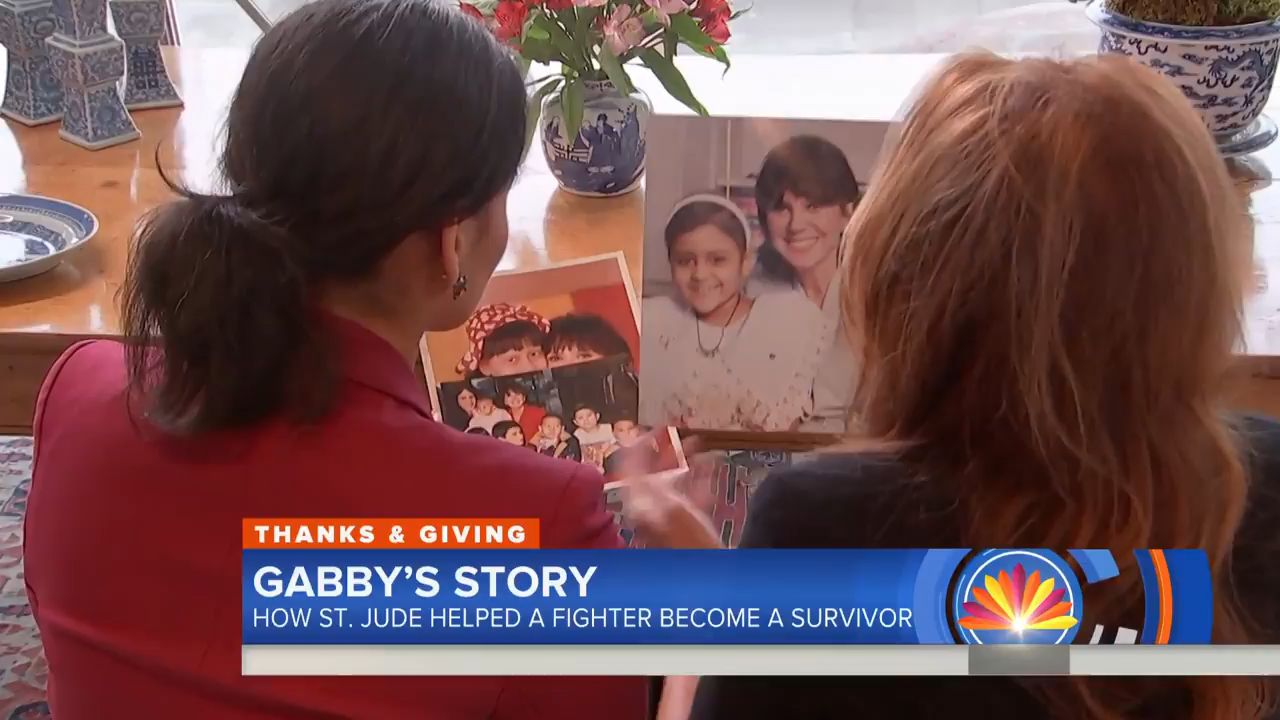 THANKS & GIVING
GABBY'S STORY
HOW ST. JUDE HELPED A FIGHTER BECOME A SURVIVOR